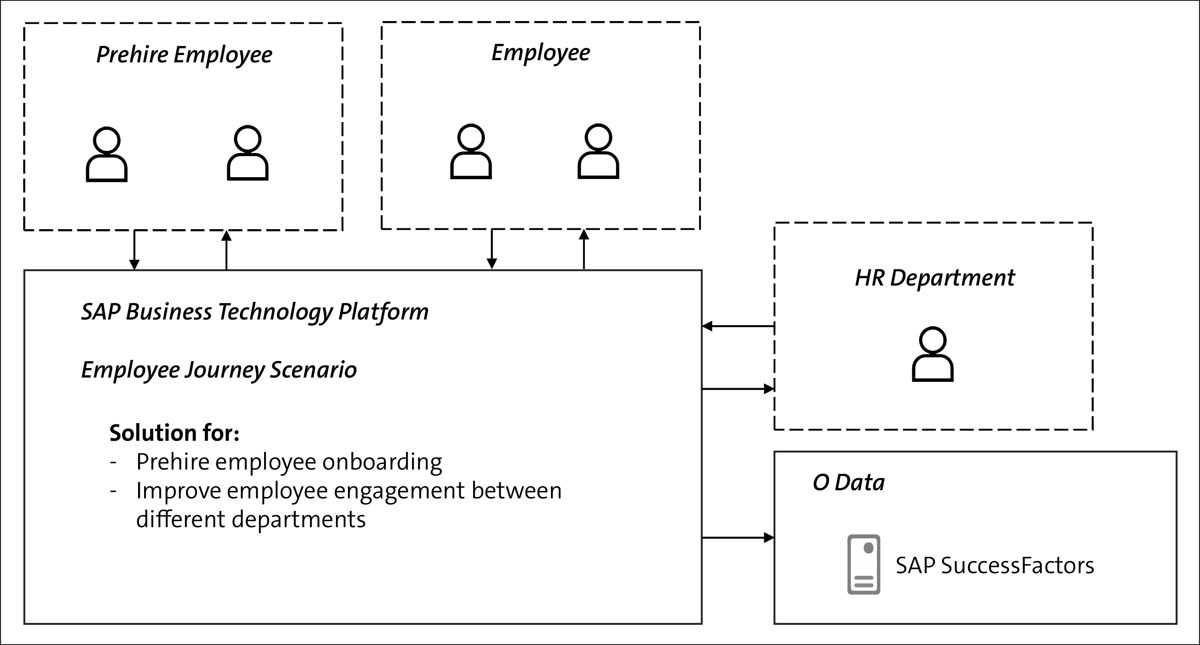 Prehire Employee
Employee
HR Department
SAP Business Technology Platform
Employee Journey Scenario
Solution for:
- Prehire employee onboarding
- Improve employee engagement between
different departments
O Data
SAP SuccessFactors